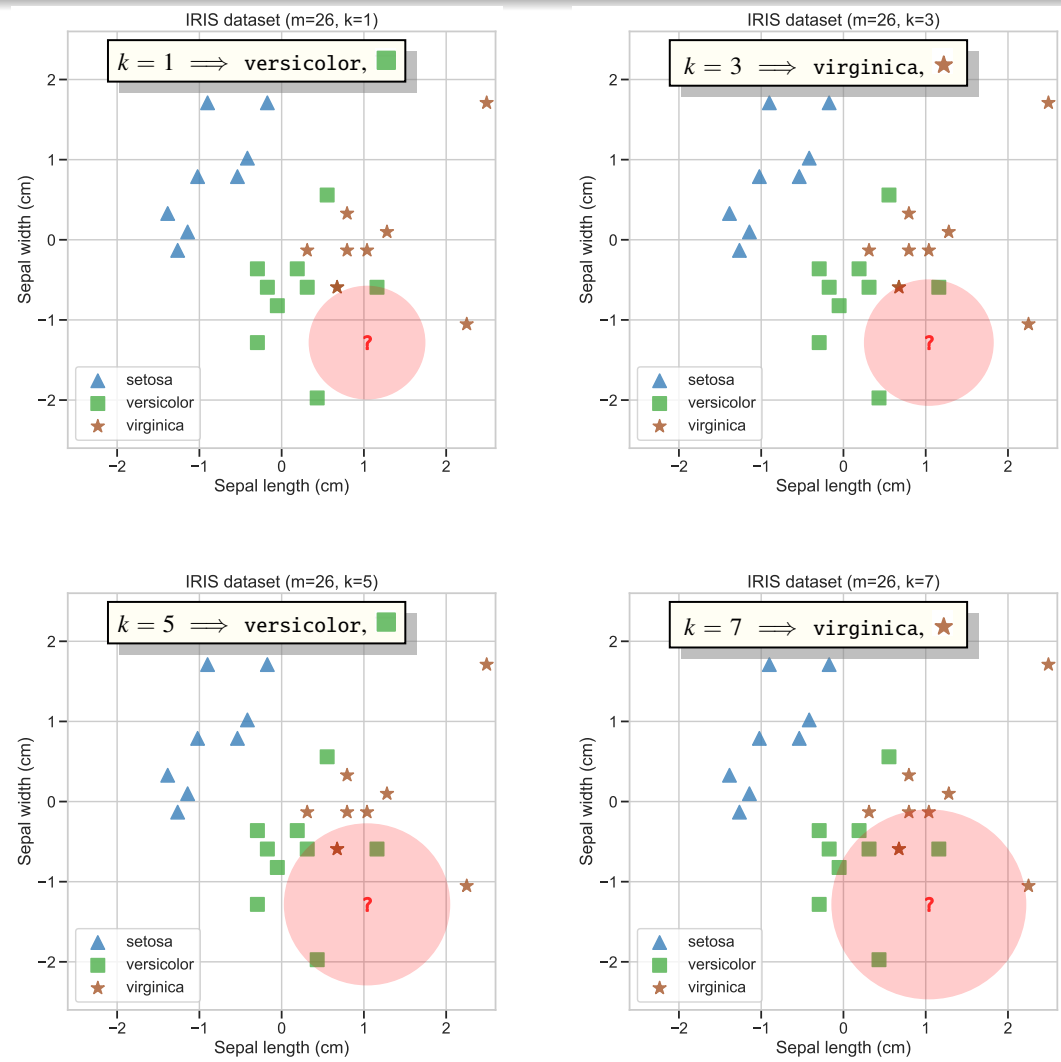 IRIS dataset (m=26, k=1)
k = 1 ⟹ versicolor,
2
1
0
−1
−2
Sepal width (cm)
?
setosa
versicolor
virginica
−2 −1 0 1 2
Sepal length (cm)
IRIS dataset (m=26, k=3)
k = 3 ⟹ virginica,
2
1
0
−1
−2
Sepal width (cm)
?
setosa
versicolor
virginica
−2 −1 0 1 2
Sepal length (cm)
IRIS dataset (m=26, k=5)
k = 5 ⟹ versicolor,
2
1
0
−1
−2
Sepal width (cm)
?
setosa
versicolor
virginica
−2 −1 0 1 2
Sepal length (cm)
IRIS dataset (m=26, k=7)
k = 7 ⟹ virginica,
2
1
0
−1
−2
Sepal width (cm)
?
setosa
versicolor
virginica
−2 −1 0 1 2
Sepal length (cm)